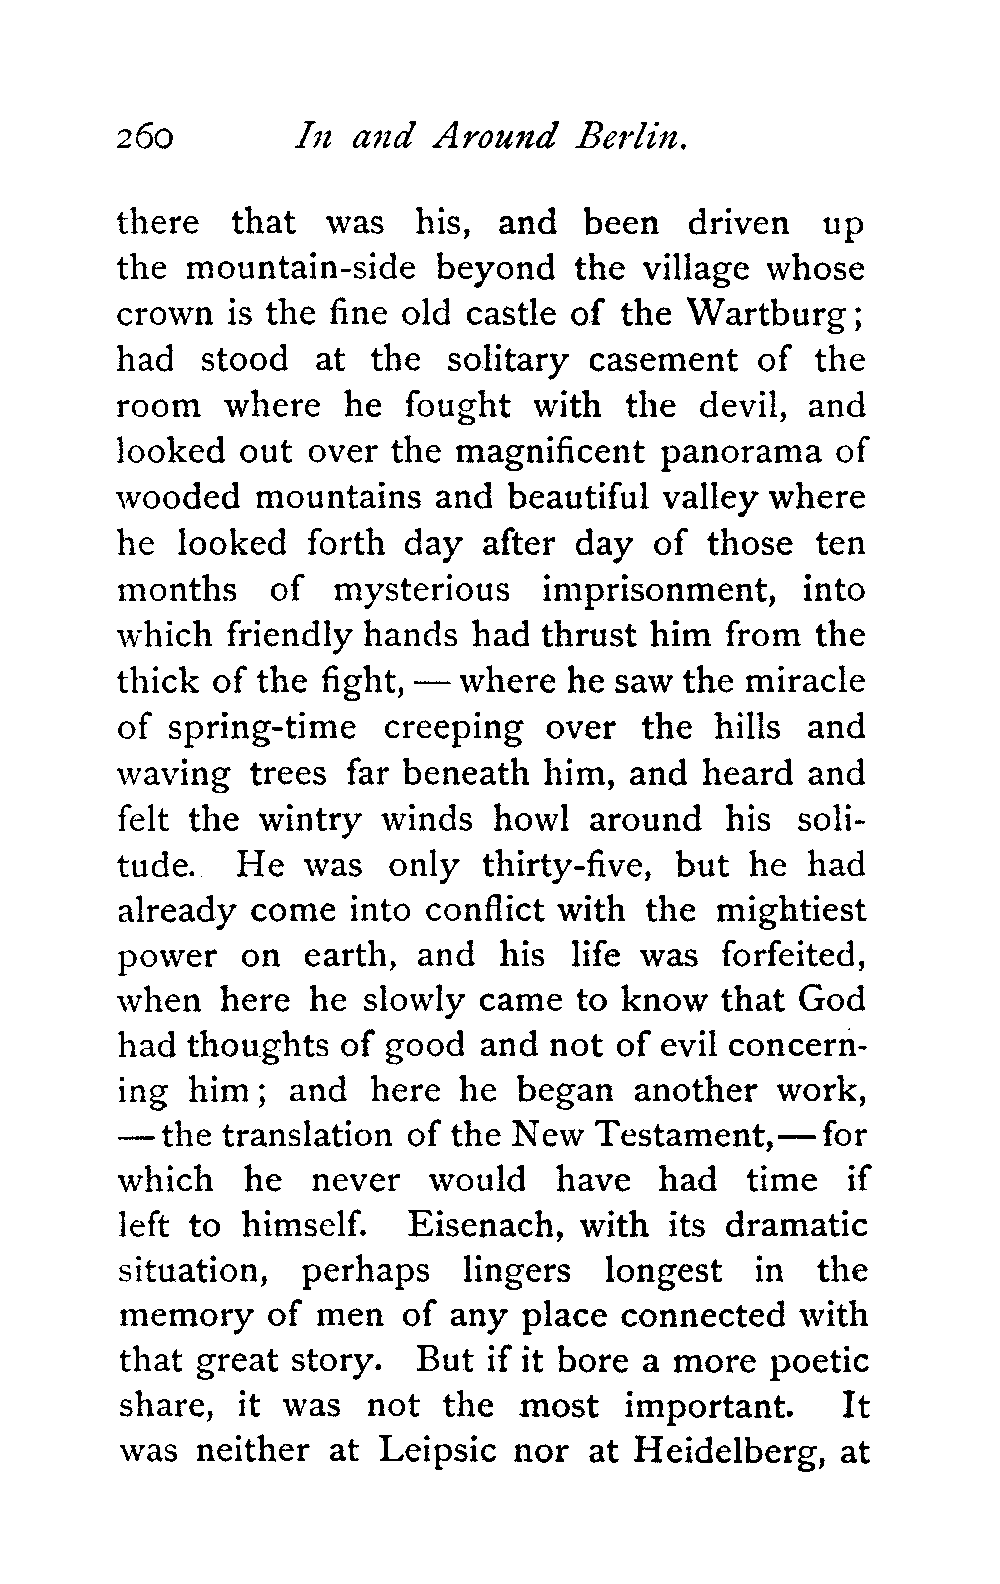 260 In and Around Berlin.
there that was his, and been driven up
the mountain-side beyond the village whose
crown is the fine old castle of the Wartburg;
had stood at the solitary casement of the
room where he fought with the devil, and
looked out over the magnificent panorama of
wooded mountains and beautiful valley where
he looked forth day after day of those ten
months of mysterious imprisonment, into
which friendly hands had thrust him from the
thick of the fight, — where he saw the miracle
of spring-time creeping over the hills and
waving trees far beneath him, and heard and
felt the wintry winds howl around his soli-
tude. He was only thirty-five, but he had
already come into conflict with the mightiest
power on earth, and his life was forfeited,
when here he slowly came to know that God
had thoughts of good and not of evil concern-
ing him; and here he began another work,
— the translation of the New Testament, — for
which he never would have had time if
left to himself. Eisenach, with its dramatic
situation, perhaps lingers longest in the
memory of men of any place connected with
that great story. But if it bore a more poetic
share, it was not the most important. It
was neither at Leipsic nor at Heidelberg, at